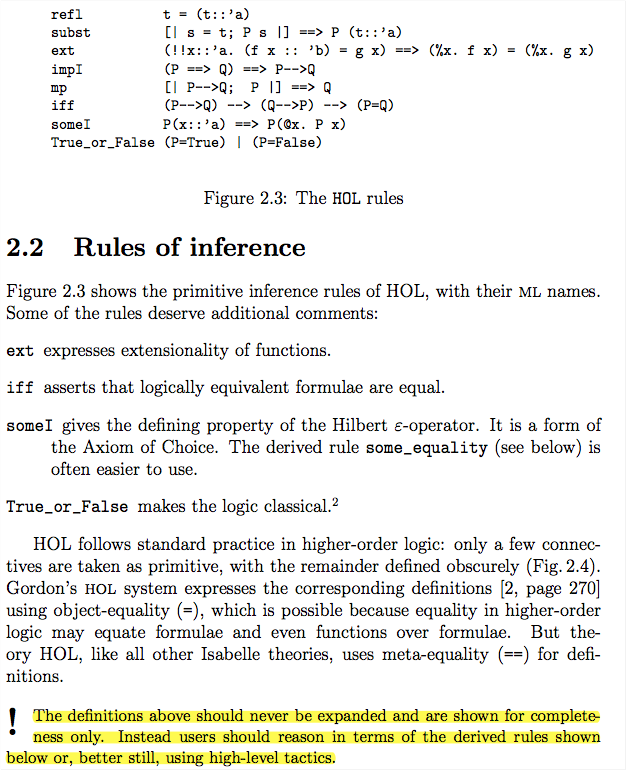 refl t = (t::'a)
subst [| s = t; P s |] ==> P (t::'a)
ext (!!x::'a. (f x :: 'b) = g x) ==> (%x. f x) = (%x. g x)
impI (P ==> Q) ==> P-->Q
mp [| P-->Q; P |] ==> Q
iff (P-->Q) --> (Q-->P) --> (P=Q)
someI P(x::'a) ==> P(@x. P x)
True_or_False (P=True) | (P=False)
Figure 2.3: The HOL rules
2.2 Rules of inference
Figure 2.3 shows the primitive inference rules of HOL, with their ML names.
Some of the rules deserve additional comments:
ext expresses extensionality of functions.
iff asserts that logically equivalent formulae are equal.
someI gives the defining property of the Hilbert ε-operator. It is a form of
the Axiom of Choice. The derived rule some_equality (see below) is
often easier to use.
True_or_False makes the logic classical.²
HOL follows standard practice in higher-order logic: only a few connec-
tives are taken as primitive, with the remainder defined obscurely (Fig. 2.4).
Gordon's HOL system expresses the corresponding definitions [2, page 270]
using object-equality (=), which is possible because equality in higher-order
logic may equate formulae and even functions over formulae. But the-
ory HOL, like all other Isabelle theories, uses meta-equality (==) for defi-
nitions.
! The definitions above should never be expanded and are shown for complete-
ness only. Instead users should reason in terms of the derived rules shown
below or, better still, using high-level tactics.